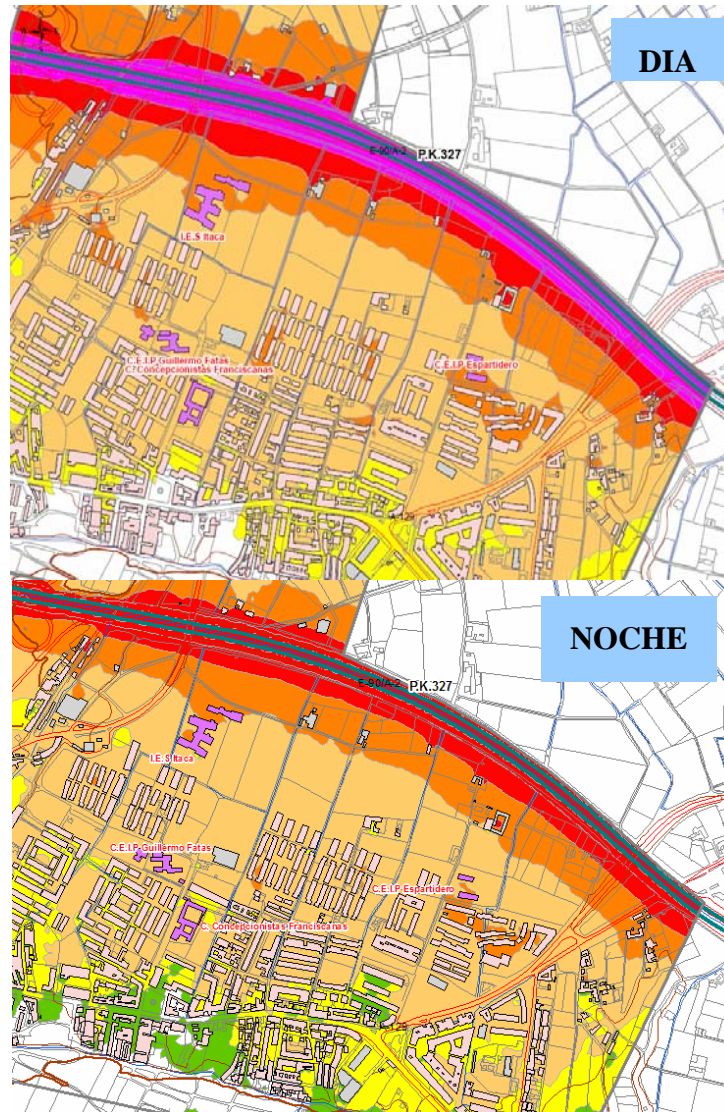 DIA
E-90/A-2
P.K.327
I.E.S Itaca
C.E.I.P Guillermo Fatas
C. Concepcionistas Franciscanas
C.E.I.P Espartidero
NOCHE
E-90/A-2
P.K.327
I.E.S Itaca
C.E.I.P Guillermo Fatas
C.E.I.P Espartidero
C. Concepcionistas Franciscanas